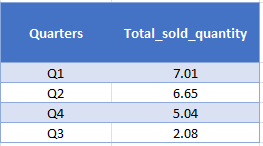 Quarters Total_sold_quantity
Q1 7.01
Q2 6.65
Q4 5.04
Q3 2.08